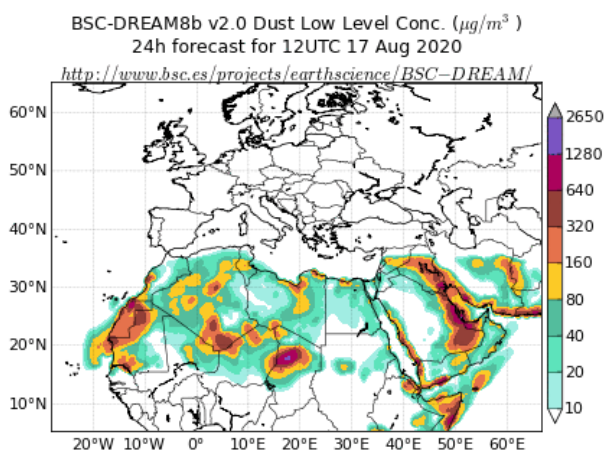 BSC-DREAM8b v2.0 Dust Low Level Conc. (μg/m³ )
24h forecast for 12UTC 17 Aug 2020
http://www.bsc.es/projects/earthscience/BSC−DREAM/
60°N
50°N
40°N
30°N
20°N
10°N
20°W 10°W 0° 10°E 20°E 30°E 40°E 50°E 60°E
2650
1280
640
320
160
80
40
20
10